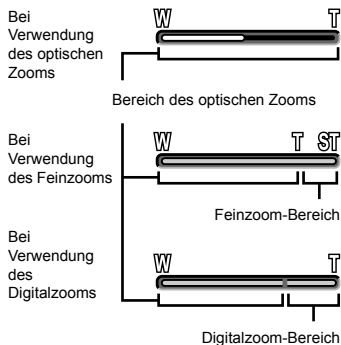 Bei
Verwendung
des optischen
Zooms
W T
Bereich des optischen Zooms
Bei
Verwendung
des Feinzooms
W T ST
Feinzoom-Bereich
Bei
Verwendung
des
Digitalzooms
W T
Digitalzoom-Bereich